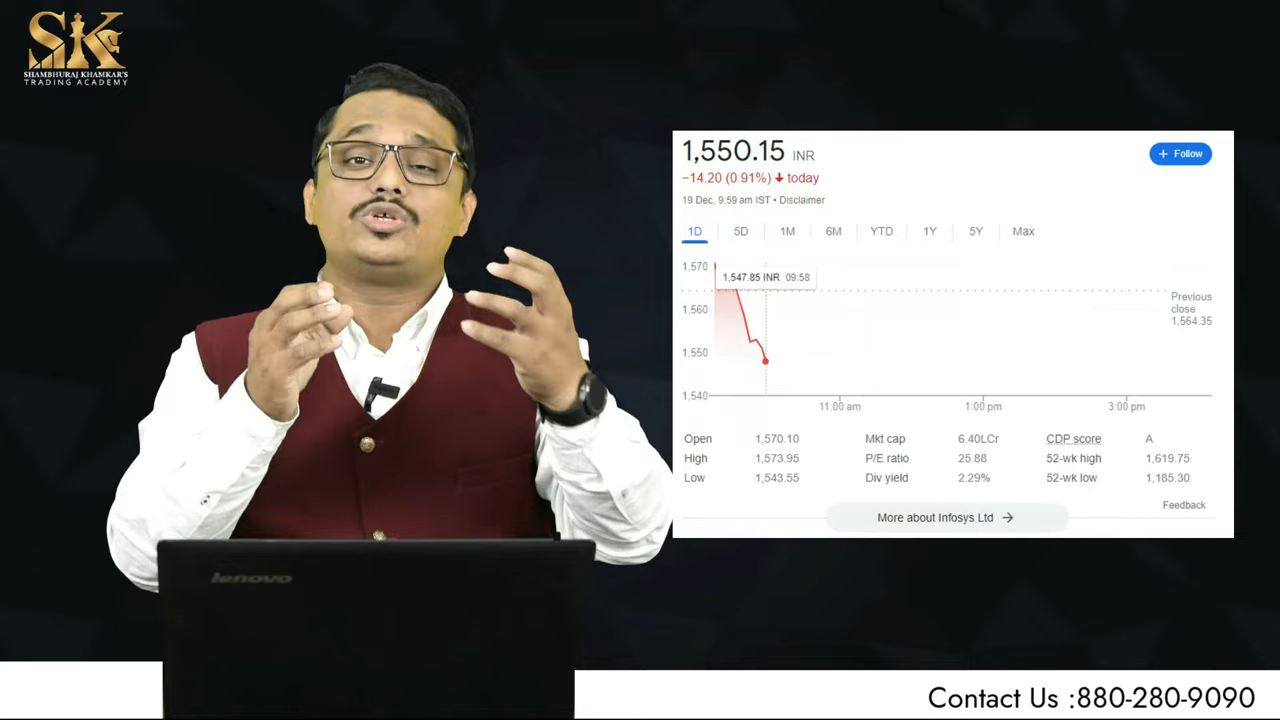 SK
SHAMBHURAJ KHAMKAR'S
TRADING ACADEMY
1,550.15 INR
+ Follow
−14.20 (0.91%) ↓ today
19 Dec, 9:59 am IST • Disclaimer
1D 5D 1M 6M YTD 1Y 5Y Max
1,570
1,547.85 INR 09:58
1,560
1,550
1,540
Previous
close
1,564.35
11:00 am 1:00 pm 3:00 pm
Open 1,570.10 Mkt cap 6.40LCr CDP score A
High 1,573.95 P/E ratio 25.88 52-wk high 1,619.75
Low 1,543.55 Div yield 2.29% 52-wk low 1,185.30
Feedback
More about Infosys Ltd →
lenovo
Contact Us :880-280-9090